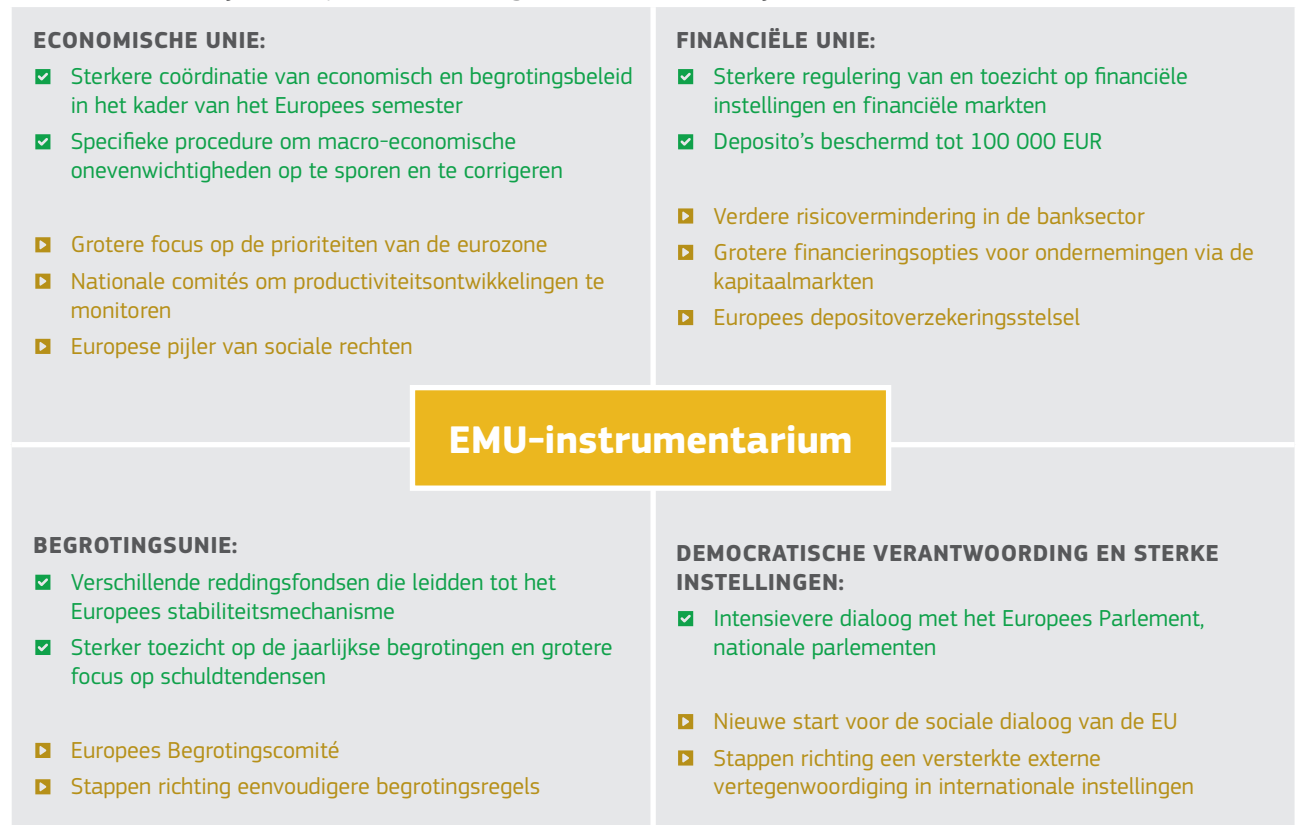 ECONOMISCHE UNIE:
Sterkere coördinatie van economisch en begrotingsbeleid
in het kader van het Europees semester
Specifieke procedure om macro-economische
onevenwichtigheden op te sporen en te corrigeren
Grotere focus op de prioriteiten van de eurozone
Nationale comités om productiviteitsontwikkelingen te
monitoren
Europese pijler van sociale rechten
FINANCIËLE UNIE:
Sterkere regulering van en toezicht op financiële
instellingen en financiële markten
Deposito's beschermd tot 100 000 EUR
Verdere risicovermindering in de banksector
Grotere financieringsopties voor ondernemingen via de
kapitaalmarkten
Europees depositoverzekeringsstelsel
EMU-instrumentarium
BEGROTINGSUNIE:
Verschillende reddingsfondsen die leidden tot het
Europees stabiliteitsmechanisme
Sterker toezicht op de jaarlijkse begrotingen en grotere
focus op schuldtendensen
Europees Begrotingscomité
Stappen richting eenvoudigere begrotingsregels
DEMOCRATISCHE VERANTWOORDING EN STERKE
INSTELLINGEN:
Intensievere dialoog met het Europees Parlement,
nationale parlementen
Nieuwe start voor de sociale dialoog van de EU
Stappen richting een versterkte externe
vertegenwoordiging in internationale instellingen